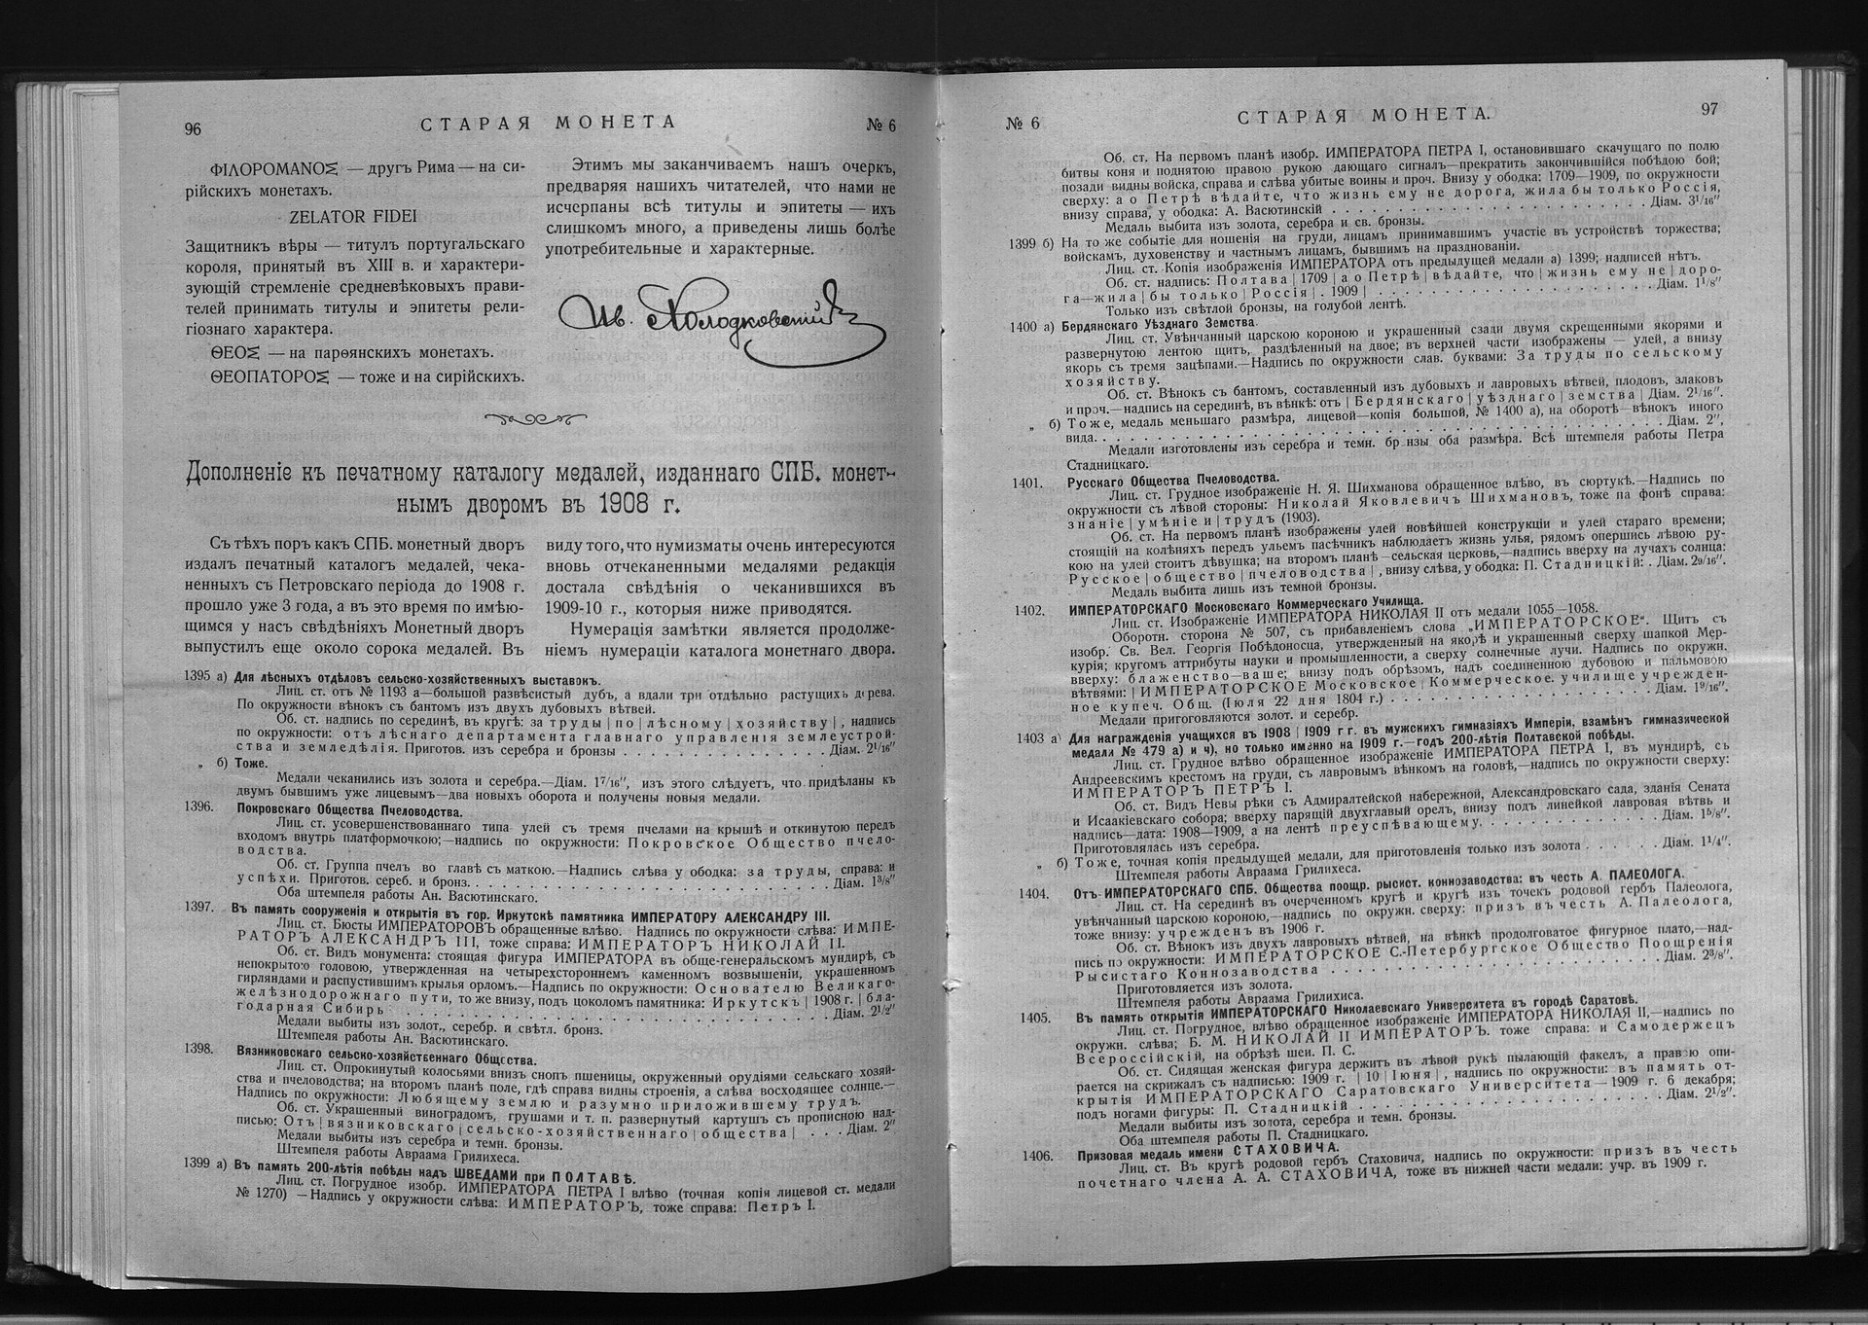 96
СТАРАЯ МОНЕТА
№ 6
ΦΙΛΟΡΟΜΑΝΟΣ — другъ Рима — на си-
рійскихъ монетахъ.
ZELATOR FIDEI
Защитникъ вѣры — титулъ португальскаго
короля, принятый въ XIII в. и характери-
зующій стремленіе средневѣковыхъ прави-
телей принимать титулы и эпитеты рели-
гіознаго характера.
ΘΕΟΣ — на парѳянскихъ монетахъ.
ΘΕΟΠΑΤΟΡΟΣ — тоже и на сирійскихъ.
Этимъ мы заканчиваемъ нашъ очеркъ,
предваряя нашихъ читателей, что нами не
исчерпаны всѣ титулы и эпитеты — ихъ
слишкомъ много, а приведены лишь болѣе
употребительные и характерные.
Ив. Холодковскій
Дополненіе къ печатному каталогу медалей, изданнаго СПБ. монет-
нымъ дворомъ въ 1908 г.
Съ тѣхъ поръ какъ СПБ. монетный дворъ
издалъ печатный каталогъ медалей, чека-
ненныхъ съ Петровскаго періода до 1908 г.
прошло уже 3 года, а въ это время по имѣю-
щимся у насъ свѣдѣніяхъ Монетный дворъ
выпустилъ еще около сорока медалей. Въ
виду того, что нумизматы очень интересуются
вновь отчеканенными медалями редакція
достала свѣдѣнія о чеканившихся въ
1909-10 г., которыя ниже приводятся.
Нумерація замѣтки является продолже-
ніемъ нумераціи каталога монетнаго двора.
1395 а) Для лѣсныхъ отдѣловъ сельско-хозяйственныхъ выставокъ.
Лиц. ст. отъ № 1193 а—большой развѣсистый дубъ, а вдали три отдѣльно растущихъ дерева.
По окружности вѣнокъ съ бантомъ изъ двухъ дубовыхъ вѣтвей.
Об. ст. надпись по серединѣ, въ кругѣ: за труды | по | лѣсному | хозяйству |, надпись
по окружности: отъ лѣснаго департамента главнаго управленія землеустрой-
ства и земледѣлія. Приготов. изъ серебра и бронзы . . . . . . . . Діам. 2¹/₁₆"
„ б) Тоже.
Медали чеканились изъ золота и серебра.—Діам. 1⁷/₁₆", изъ этого слѣдуетъ, что придѣланы къ
двумъ бывшимъ уже лицевымъ—два новыхъ оборота и получены новыя медали.
1396. Покровскаго Общества Пчеловодства.
Лиц. ст. усовершенствованнаго типа улей съ тремя пчелами на крышѣ и откинутою передъ
входомъ внутрь платформочкою;—надпись по окружности: Покровское Общество пчело-
водства.
Об. ст. Группа пчелъ во главѣ съ маткою.—Надпись слѣва у ободка: за труды, справа: и
успѣхи. Приготов. сереб. и бронз. . . . . . . . . Діам. 1³/₈"
Оба штемпеля работы Ан. Васютинскаго.
1397. Въ память сооруженія и открытія въ гор. Иркутскѣ памятника ИМПЕРАТОРУ АЛЕКСАНДРУ III.
Лиц. ст. Бюсты ИМПЕРАТОРОВЪ обращенные влѣво. Надпись по окружности слѣва: ИМПЕ-
РАТОРЪ АЛЕКСАНДРЪ III, тоже справа: ИМПЕРАТОРЪ НИКОЛАЙ II.
Об. ст. Видъ монумента: стоящая фигура ИМПЕРАТОРА въ обще-генеральскомъ мундирѣ, съ
непокрытою головою, утвержденная на четырехстороннемъ каменномъ возвышеніи, украшенномъ
гирляндами и распустившимъ крылья орломъ.—Надпись по окружности: Основателю Великаго-
желѣзнодорожнаго пути, то же внизу, подъ цоколомъ памятника: Иркутскъ | 1908 г. | бла-
годарная Сибирь . . . . . . . . Діам. 2¹/₂"
Медали выбиты изъ золот., серебр. и свѣтл. бронз.
Штемпеля работы Ан. Васютинскаго.
1398. Вязниковскаго сельско-хозяйственнаго Общества.
Лиц. ст. Опрокинутый колосьями внизъ снопъ пшеницы, окруженный орудіями сельскаго хозяй-
ства и пчеловодства; на второмъ планѣ поле, гдѣ справа видны строенія, а слѣва восходящее солнце.—
Надпись по окружности: Любящему землю и разумно приложившему трудъ.
Об. ст. Украшенный виноградомъ, грушами и т. п. развернутый картушъ съ прописною над-
писью: Отъ | вязниковскаго | сельско-хозяйственнаго | общества | . . . Діам. 2"
Медали выбиты изъ серебра и темн. бронзы.
Штемпеля работы Авраама Грилихеса.
1399 а) Въ память 200-лѣтія побѣды надъ ШВЕДАМИ при ПОЛТАВѢ.
Лиц. ст. Погрудное изобр. ИМПЕРАТОРА ПЕТРА I влѣво (точная копія лицевой ст. медали
№ 1270) —Надпись у окружности слѣва: ИМПЕРАТОРЪ, тоже справа: Петръ I.
№ 6
СТАРАЯ МОНЕТА.
97
Об. ст. На первомъ планѣ изобр. ИМПЕРАТОРА ПЕТРА I, остановившаго скачущаго по полю
битвы коня и поднятою правою рукою дающаго сигналъ—прекратить закончившійся побѣдою бой;
позади видны войска, справа и слѣва убитые воины и проч. Внизу у ободка: 1709—1909, по окружности
сверху: а о Петрѣ вѣдайте, что жизнь ему не дорога, жила бы только Россія,
внизу справа, у ободка: А. Васютинскій . . . . . . . . Діам. 3¹/₁₆"
Медаль выбита изъ золота, серебра и св. бронзы.
1399 б) На то же событіе для ношенія на груди, лицамъ принимавшимъ участіе въ устройствѣ торжества;
войскамъ, духовенству и частнымъ лицамъ, бывшимъ на празднованіи.
Лиц. ст. Копія изображенія ИМПЕРАТОРА отъ предыдущей медали а) 1399; надписей нѣтъ.
Об. ст. надпись: Полтава | 1709 | а о Петрѣ | вѣдайте, что | жизнь ему не | доро-
га—жила | бы только | Россія | . 1909 | . . . . . . . . Діам. 1¹/₈"
Только изъ свѣтлой бронзы, на голубой лентѣ.
1400 а) Бердянскаго Уѣзднаго Земства.
Лиц. ст. Увѣнчанный царскою короною и украшенный сзади двумя скрещенными якорями и
развернутою лентою щитъ, раздѣленный на двое; въ верхней части изображены — улей, а внизу
якорь съ тремя зацѣпами.—Надпись по окружности слав. буквами: За труды по сельскому
хозяйству.
Об. ст. Вѣнокъ съ бантомъ, составленный изъ дубовыхъ и лавровыхъ вѣтвей, плодовъ, злаковъ
и проч.—надпись на серединѣ, въ вѣнкѣ: отъ | Бердянскаго | уѣзднаго | земства | Діам. 2¹/₁₆".
„ б) Тоже, медаль меньшаго размѣра, лицевой—копія большой, № 1400 а), на оборотѣ—вѣнокъ иного
вида. . . . . . . . . Діам. 2",
Медали изготовлены изъ серебра и темн. бронзы оба размѣра. Всѣ штемпеля работы Петра
Стадницкаго.
1401. Русскаго Общества Пчеловодства.
Лиц. ст. Грудное изображеніе Н. Я. Шихманова обращенное влѣво, въ сюртукѣ.—Надпись по
окружности съ лѣвой стороны: Николай Яковлевичъ Шихмановъ, тоже на фонѣ справа:
знаніе | умѣніе и | трудъ (1903).
Об. ст. На первомъ планѣ изображены улей новѣйшей конструкціи и улей стараго времени;
стоящій на колѣняхъ передъ ульемъ пасѣчникъ наблюдаетъ жизнь улья, рядомъ опершись лѣвою ру-
кою на улей стоитъ дѣвушка; на второмъ планѣ—сельская церковь,—надпись вверху на лучахъ солнца:
Русское | общество | пчеловодства | , внизу слѣва, у ободка: П. Стадницкій: . Діам. 2⁹/₁₆".
Медаль выбита лишь изъ темной бронзы.
1402. ИМПЕРАТОРСКАГО Московскаго Коммерческаго Училища.
Лиц. ст. Изображеніе ИМПЕРАТОРА НИКОЛАЯ II отъ медали 1055—1058.
Оборотн. сторона № 507, съ прибавленіемъ слова „ИМПЕРАТОРСКОЕ". Щитъ съ
изобр. Св. Вел. Георгія Побѣдоносца, утвержденный на якорѣ и украшенный сверху шапкой Мер-
курія; кругомъ аттрибуты науки и промышленности, а сверху солнечные лучи. Надпись по окружн.
вверху: блаженство—ваше; внизу подъ обрѣзомъ, надъ соединенною дубовою и пальмовою
вѣтвями: | ИМПЕРАТОРСКОЕ Московское | Коммерческое. училище учрежден-
ное купеч. Общ. (Іюля 22 дня 1804 г.) . . . . . . . . Діам. 1⁹/₁₆".
Медали пригоговляются золот. и серебр.
1403 а) Для награжденія учащихся въ 1908 | 1909 гг. въ мужскихъ гимназіяхъ Имперіи, взамѣнъ гимназической
медали № 479 а) и ч), но только именно на 1909 г.—годъ 200-лѣтія Полтавской побѣды.
Лиц. ст. Грудное влѣво обращенное изображеніе ИМПЕРАТОРА ПЕТРА I, въ мундирѣ, съ
Андреевскимъ крестомъ на груди, съ лавровымъ вѣнкомъ на головѣ,—надпись по окружности сверху:
ИМПЕРАТОРЪ ПЕТРЪ I.
Об. ст. Видъ Невы рѣки съ Адмиралтейской набережной, Александровскаго сада, зданія Сената
и Исаакіевскаго собора; вверху парящій двухглавый орелъ, внизу подъ линейкой лавровая вѣтвь и
надпись—дата: 1908—1909, а на лентѣ преуспѣвающему. . . . . . . . Діам. 1⁵/₈".
Приготовлялась изъ серебра.
„ б) Тоже, точная копія предыдущей медали, для приготовленія только изъ золота . . . . . Діам. 1¹/₄".
Штемпеля работы Авраама Грилихеса.
1404. Отъ ИМПЕРАТОРСКАГО СПБ. Общества поощр. рысист. коннозаводства: въ честь А ПАЛЕОЛОГА.
Лиц. ст. На серединѣ въ очерченномъ кругѣ и кругѣ изъ точекъ родовой гербъ Палеолога,
увѣнчанный царскою короною,—надпись по окружн. сверху: призъ въ честь А. Палеолога,
тоже внизу: учрежденъ въ 1906 г.
Об. ст. Вѣнокъ изъ двухъ лавровыхъ вѣтвей, на вѣнкѣ продолговатое фигурное плато,—над-
пись по окружности: ИМПЕРАТОРСКОЕ С.-Петербургское Общество Поощренія
Рысистаго Коннозаводства . . . . . . . . Діам. 2³/₈".
Приготовляется изъ золота.
Штемпеля работы Авраама Грилихиса.
1405. Въ память открытія ИМПЕРАТОРСКАГО Николаевскаго Университета въ городѣ Саратовѣ.
Лиц. ст. Погрудное, влѣво обращенное изображеніе ИМПЕРАТОРА НИКОЛАЯ II,—надпись по
окружн. слѣва; Б. М. НИКОЛАЙ II ИМПЕРАТОРЪ. тоже справа: и Самодержецъ
Всероссійскій, на обрѣзѣ шеи. П. С.
Об. ст. Сидящая женская фигура держитъ въ лѣвой рукѣ пылающій факелъ, а правою опи-
рается на скрижаль съ надписью: 1909 г. | 10 | Іюня | , надпись по окружности: въ память от-
крытія ИМПЕРАТОРСКАГО Саратовскаго Университета—1909 г. 6 декабря;
подъ ногами фигуры: П. Стадницкій . . . . . . . . Діам. 2¹/₂".
Медали выбиты изъ золота, серебра и темн. бронзы.
Оба штемпеля работы П. Стадницкаго.
1406. Призовая медаль имени СТАХОВИЧА.
Лиц. ст. Въ кругѣ родовой гербъ Стаховича, надпись по окружности: призъ въ честь
почетнаго члена А. А. СТАХОВИЧА, тоже въ нижней части медали: учр. въ 1909 г.